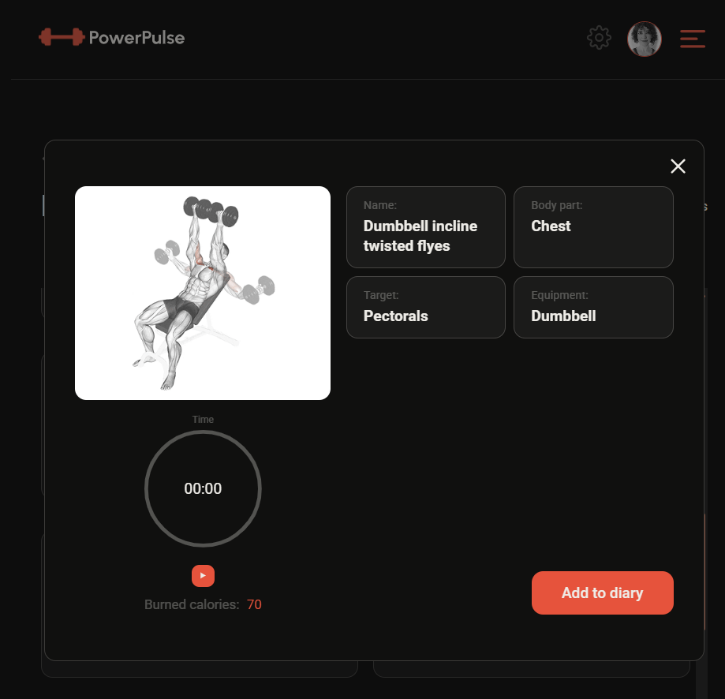 PowerPulse
Name:
Dumbbell incline
twisted flyes
Body part:
Chest
Target:
Pectorals
Equipment:
Dumbbell
Time
00:00
Burned calories: 70
Add to diary